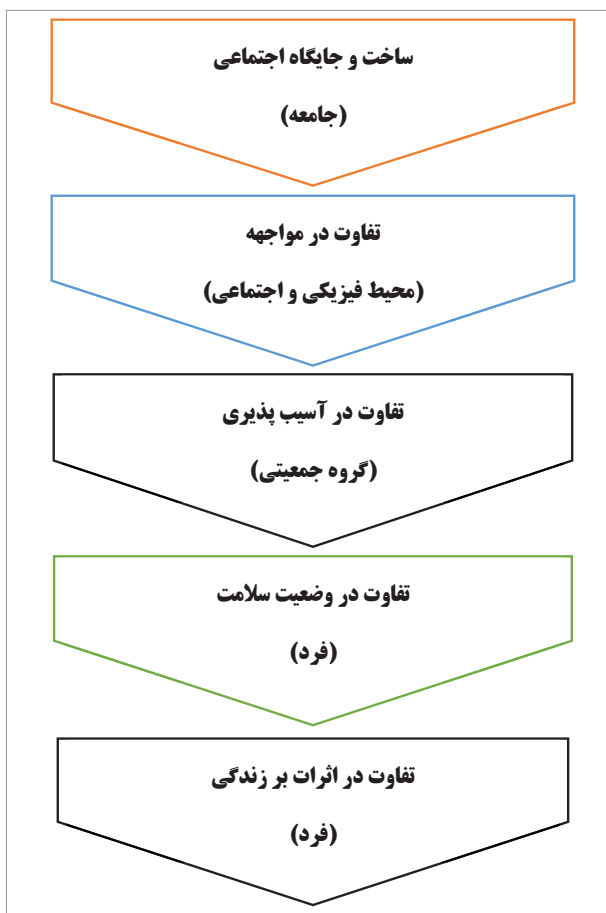 ساخت و جایگاه اجتماعی
(جامعه)
تفاوت در مواجهه
(محیط فیزیکی و اجتماعی)
تفاوت در آسیب پذیری
(گروه جمعیتی)
تفاوت در وضعیت سلامت
(فرد)
تفاوت در اثرات بر زندگی
(فرد)